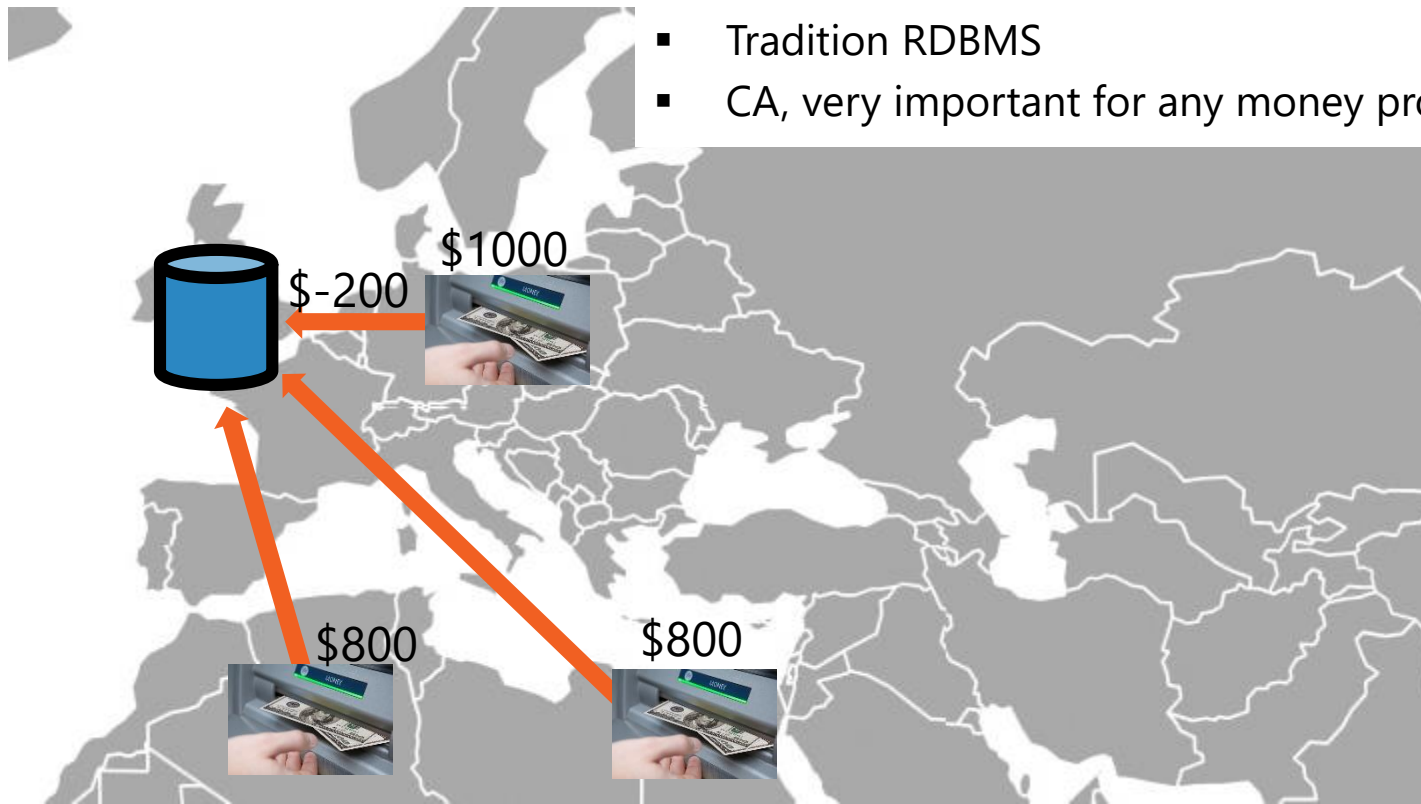 ▪ Tradition RDBMS
▪ CA, very important for any money
$1000
$-200
$800
$800